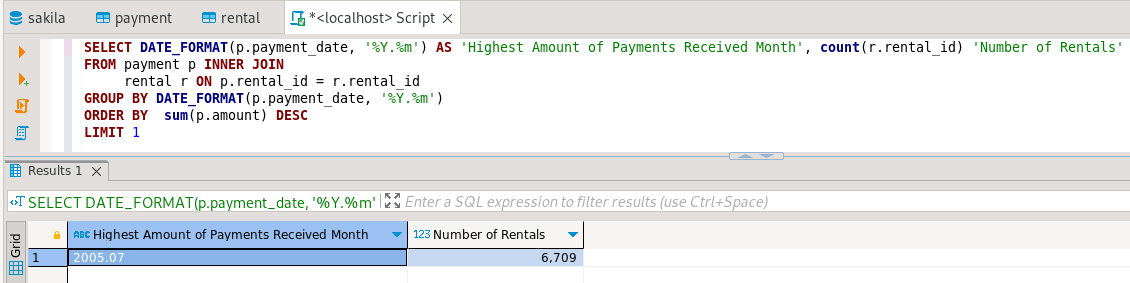 sakila payment rental *<localhost> Script
SELECT DATE_FORMAT(p.payment_date, '%Y.%m') AS 'Highest Amount of Payments Received Month', count(r.rental_id) 'Number of Rentals'
FROM payment p INNER JOIN
rental r ON p.rental_id = r.rental_id
GROUP BY DATE_FORMAT(p.payment_date, '%Y.%m')
ORDER BY  sum(p.amount) DESC
LIMIT 1
Results 1
SELECT DATE_FORMAT(p.payment_date, '%Y.%m' Enter a SQL expression to filter results (use Ctrl+Space)
Grid
ABC Highest Amount of Payments Received Month 123 Number of Rentals
1 2005.07 6,709